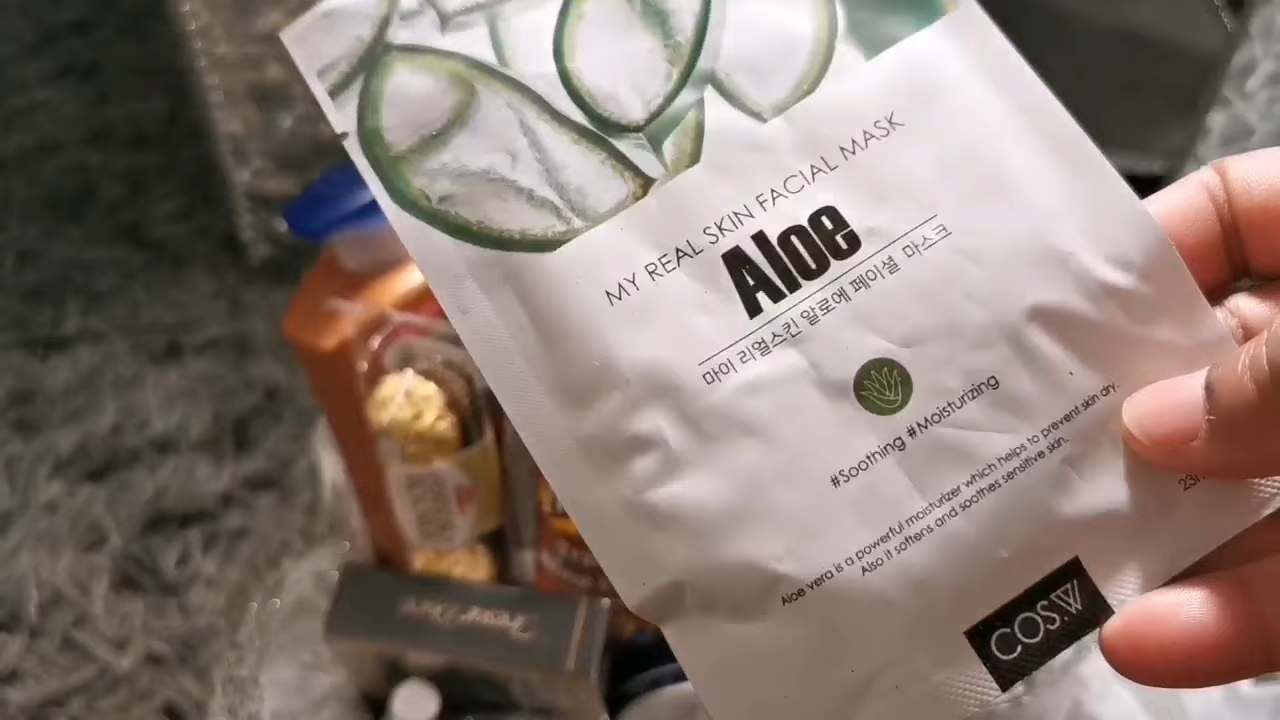 MY REAL SKIN FACIAL MASK
Aloe
마이 리얼스킨 알로에 페이셜 마스크
#Soothing #Moisturizing
Aloe vera is a powerful moisturizer which helps to prevent skin dry.
Also it softens and soothes sensitive skin.
COS.W